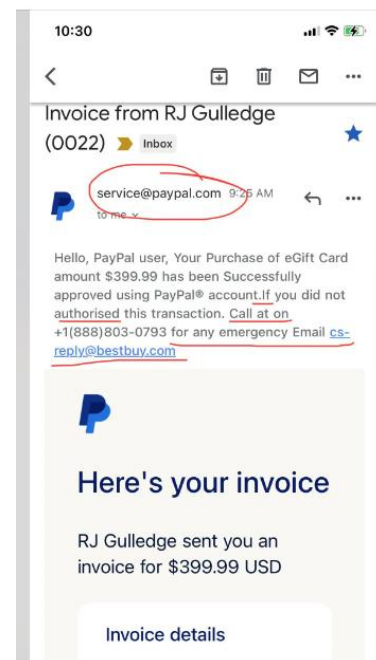 10:30
Invoice from RJ Gulledge
(0022) Inbox
service@paypal.com 9:25 AM
to me
Hello, PayPal user, Your Purchase of eGift Card
amount $399.99 has been Successfully
approved using PayPal® account.If you did not
authorised this transaction. Call at on
+1(888)803-0793 for any emergency Email cs-
reply@bestbuy.com
Here's your invoice
RJ Gulledge sent you an
invoice for $399.99 USD
Invoice details